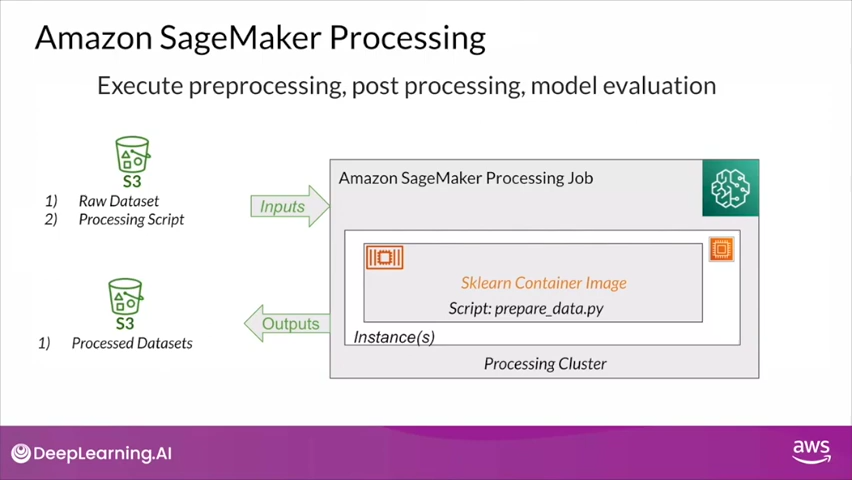 Amazon SageMaker Processing
Execute preprocessing, post processing, model evaluation
S3
1) Raw Dataset
2) Processing Script
Inputs
Amazon SageMaker Processing Job
Sklearn Container Image
Script: prepare_data.py
Instance(s)
Processing Cluster
Outputs
S3
1) Processed Datasets
DeepLearning.AI
aws